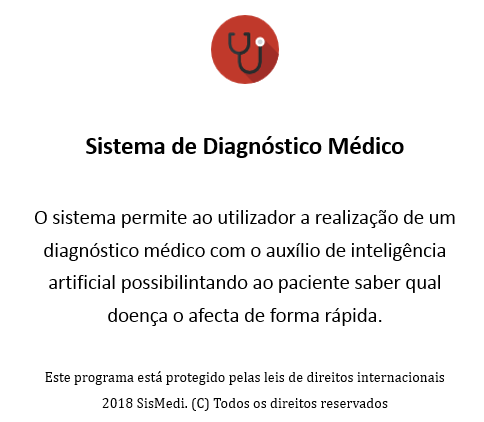 Sistema de Diagnóstico Médico
O sistema permite ao utilizador a realização de um
diagnóstico médico com o auxílio de inteligência
artificial possibilintando ao paciente saber qual
doença o afecta de forma rápida.
Este programa está protegido pelas leis de direitos internacionais
2018 SisMedi. (C) Todos os direitos reservados